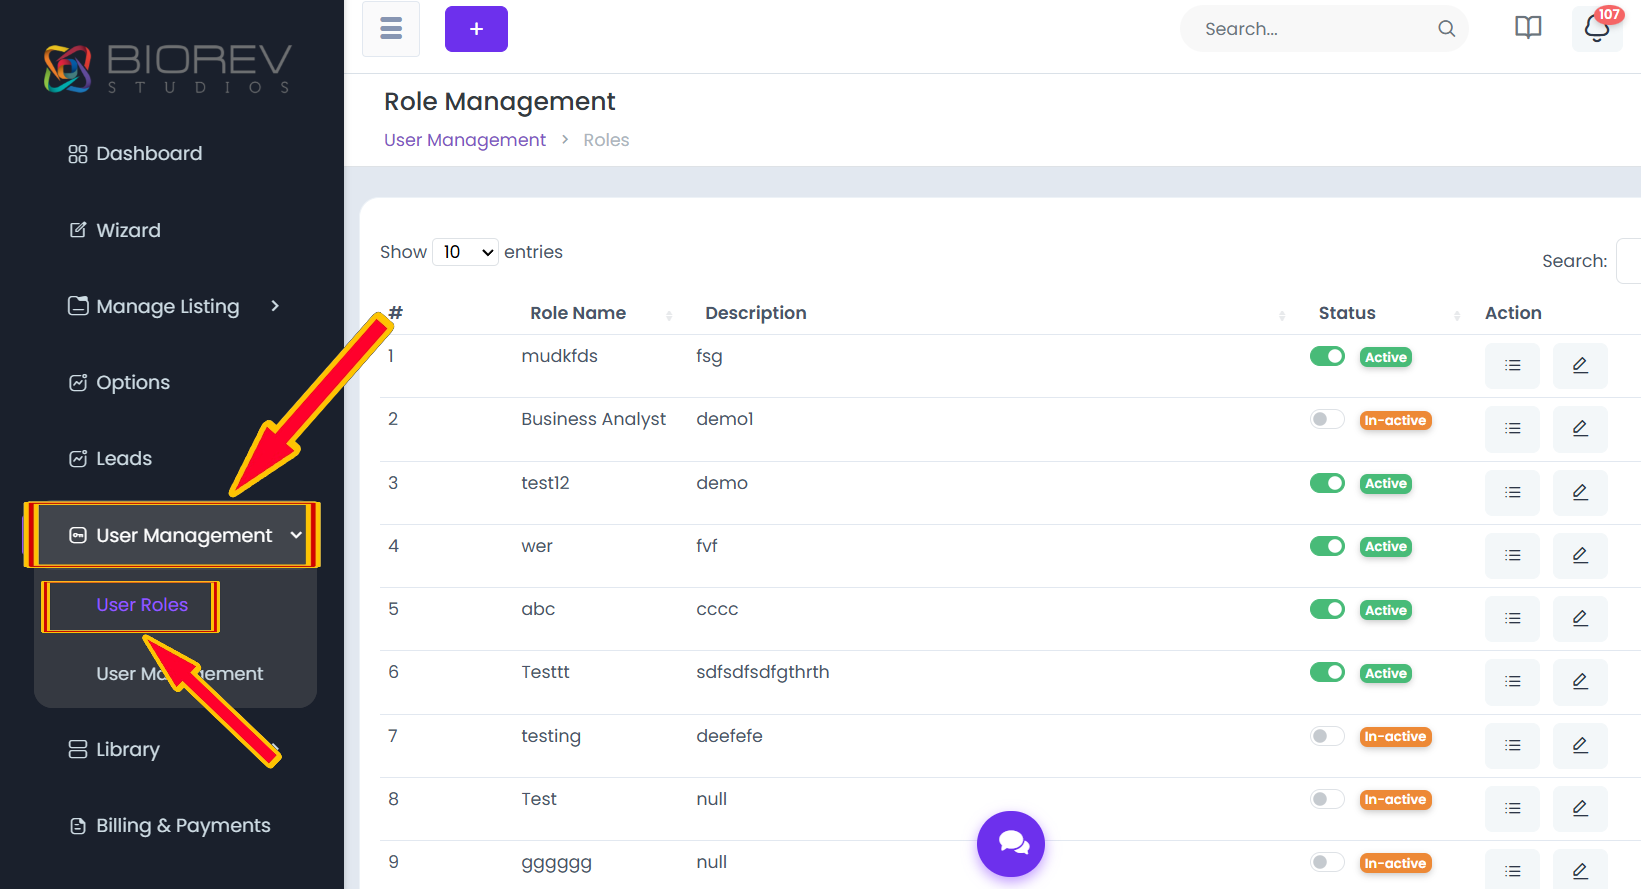 BIOREV
STUDIOS
Dashboard
Wizard
Manage Listing
Options
Leads
User Management
User Roles
User Management
Library
Billing & Payments
+
Search...
107
Role Management
User Management > Roles
Show 10 entries
Search:
# Role Name Description Status Action
1 mudkfds fsg Active
2 Business Analyst demo1 In-active
3 test12 demo Active
4 wer fvf Active
5 abc cccc Active
6 Testtt sdfsdfsdfgthrth Active
7 testing deefefe In-active
8 Test null In-active
9 gggggg null In-active